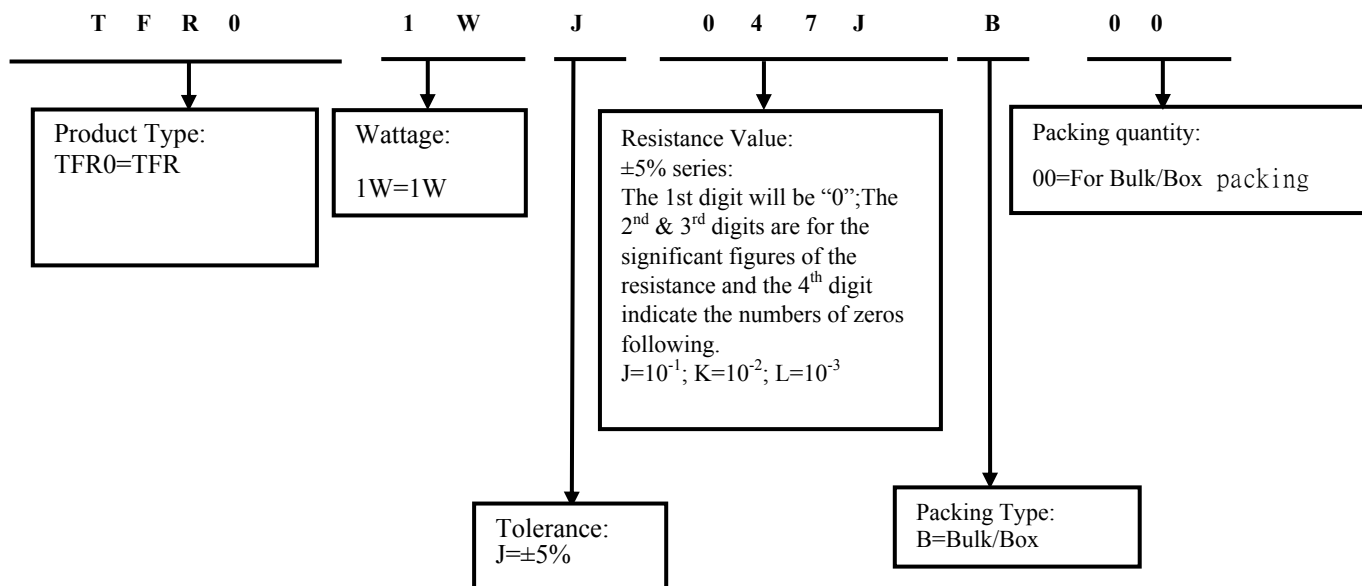 T F R 0 1 W J 0 4 7 J B 0 0
Product Type:
TFR0=TFR
Wattage:
1W=1W
Resistance Value:
±5% series:
The 1st digit will be “0”;The
2nd & 3rd digits are for the
significant figures of the
resistance and the 4th digit
indicate the numbers of zeros
following.
J=10-1; K=10-2; L=10-3
Packing quantity:
00=For Bulk/Box packing
Tolerance:
J=±5%
Packing Type:
B=Bulk/Box